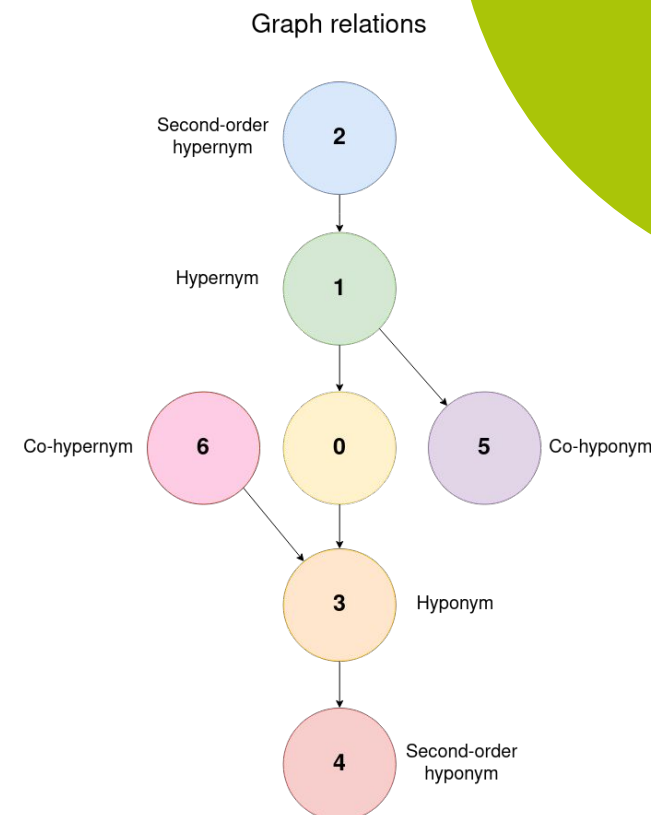 Graph relations
Second-order
hypernym
2
Hypernym
1
Co-hypernym
6
0
5
Co-hyponym
3
Hyponym
4
Second-order
hyponym